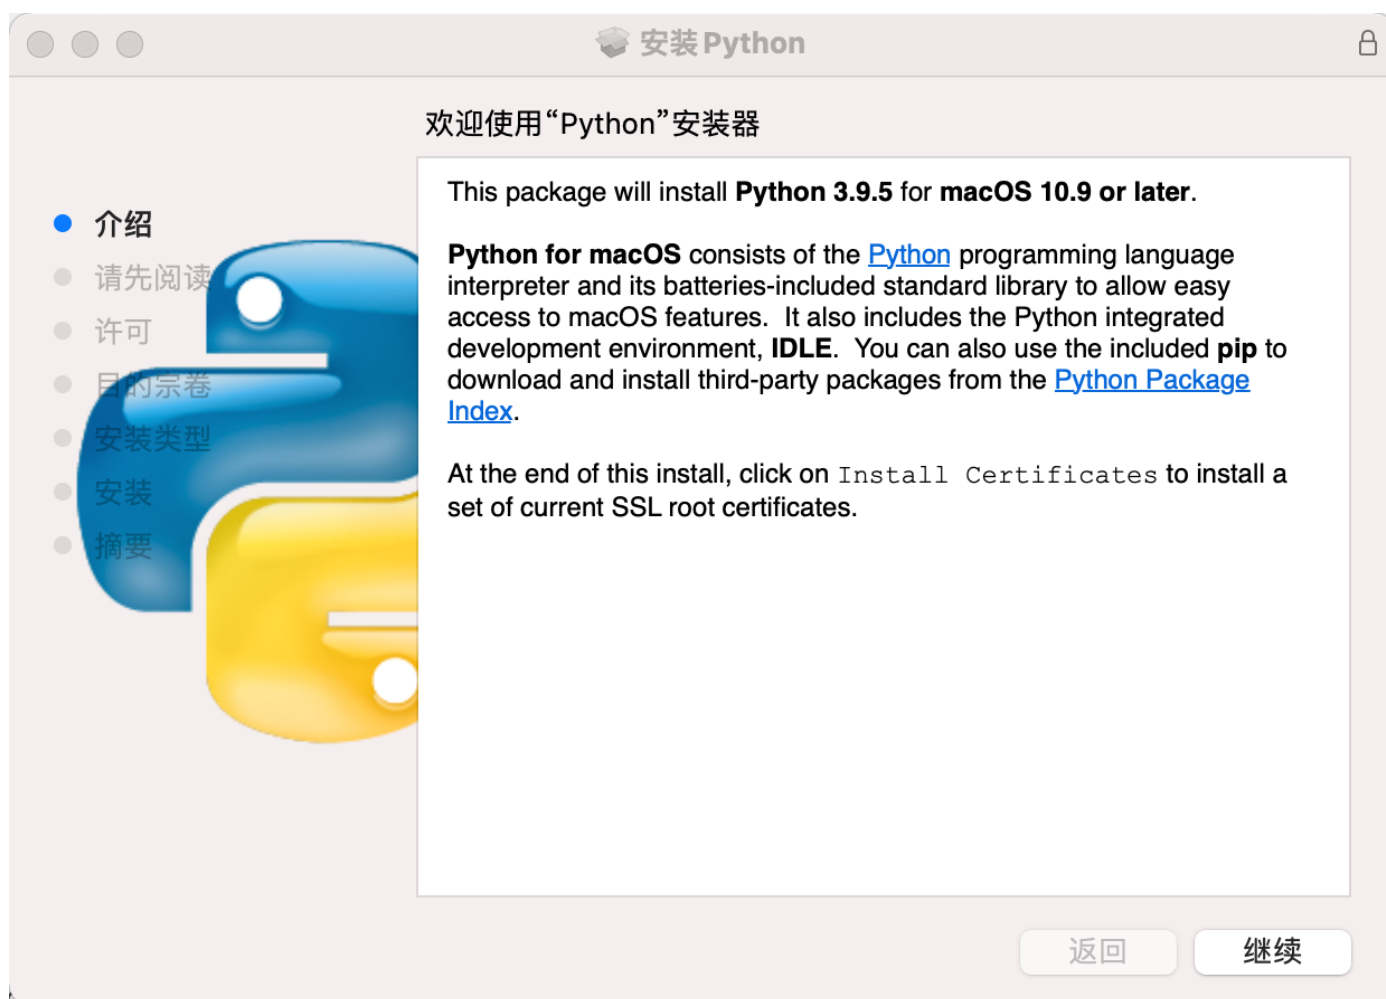 安装Python
欢迎使用“Python”安装器
介绍
请先阅读
许可
目的宗卷
安装类型
安装
摘要
This package will install Python 3.9.5 for macOS 10.9 or later.
Python for macOS consists of the Python programming language
interpreter and its batteries-included standard library to allow easy
access to macOS features.  It also includes the Python integrated
development environment, IDLE.  You can also use the included pip to
download and install third-party packages from the Python Package
Index.
At the end of this install, click on Install Certificates to install a
set of current SSL root certificates.
返回
继续